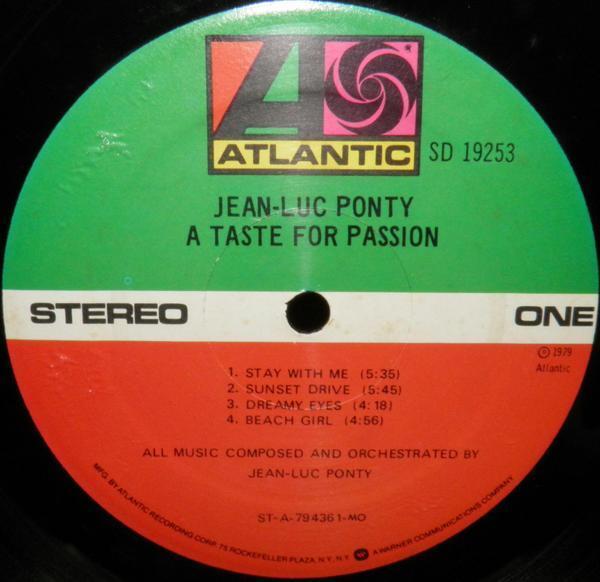 A
ATLANTIC
SD 19253
JEAN-LUC PONTY
A TASTE FOR PASSION
STEREO
ONE
℗ 1979
Atlantic
1. STAY WITH ME (5:35)
2. SUNSET DRIVE (5:45)
3. DREAMY EYES (4:18)
4. BEACH GIRL (4:56)
ALL MUSIC COMPOSED AND ORCHESTRATED BY
JEAN-LUC PONTY
ST-A-794361-MO
MFG. BY ATLANTIC RECORDING CORP. 75 ROCKEFELLER PLAZA, N.Y., N.Y. A WARNER COMMUNICATIONS COMPANY